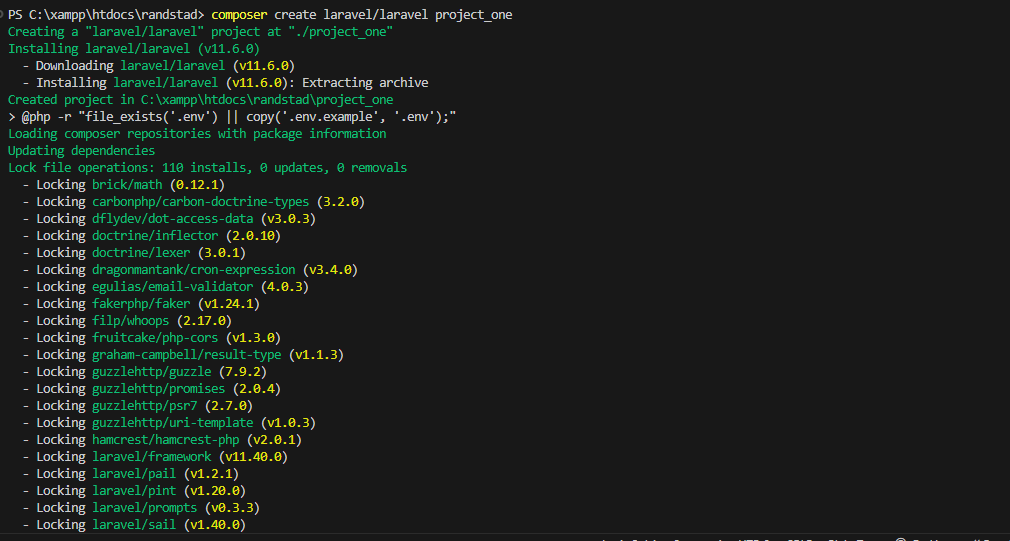 PS C:\xampp\htdocs\randstad> composer create laravel/laravel project_one
Creating a "laravel/laravel" project at "./project_one"
Installing laravel/laravel (v11.6.0)
  - Downloading laravel/laravel (v11.6.0)
  - Installing laravel/laravel (v11.6.0): Extracting archive
Created project in C:\xampp\htdocs\randstad\project_one
> @php -r "file_exists('.env') || copy('.env.example', '.env');"
Loading composer repositories with package information
Updating dependencies
Lock file operations: 110 installs, 0 updates, 0 removals
  - Locking brick/math (0.12.1)
  - Locking carbonphp/carbon-doctrine-types (3.2.0)
  - Locking dflydev/dot-access-data (v3.0.3)
  - Locking doctrine/inflector (2.0.10)
  - Locking doctrine/lexer (3.0.1)
  - Locking dragonmantank/cron-expression (v3.4.0)
  - Locking egulias/email-validator (4.0.3)
  - Locking fakerphp/faker (v1.24.1)
  - Locking filp/whoops (2.17.0)
  - Locking fruitcake/php-cors (v1.3.0)
  - Locking graham-campbell/result-type (v1.1.3)
  - Locking guzzlehttp/guzzle (7.9.2)
  - Locking guzzlehttp/promises (2.0.4)
  - Locking guzzlehttp/psr7 (2.7.0)
  - Locking guzzlehttp/uri-template (v1.0.3)
  - Locking hamcrest/hamcrest-php (v2.0.1)
  - Locking laravel/framework (v11.40.0)
  - Locking laravel/pail (v1.2.1)
  - Locking laravel/pint (v1.20.0)
  - Locking laravel/prompts (v0.3.3)
  - Locking laravel/sail (v1.40.0)